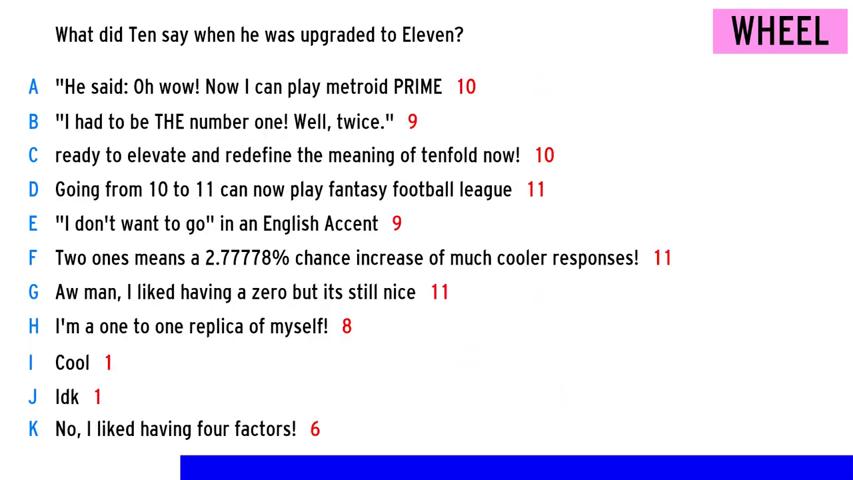 What did Ten say when he was upgraded to Eleven?
WHEEL
A "He said: Oh wow! Now I can play metroid PRIME 10
B "I had to be THE number one! Well, twice." 9
C ready to elevate and redefine the meaning of tenfold now! 10
D Going from 10 to 11 can now play fantasy football league 11
E "I don't want to go" in an English Accent 9
F Two ones means a 2.77778% chance increase of much cooler responses! 11
G Aw man, I liked having a zero but its still nice 11
H I'm a one to one replica of myself! 8
I Cool 1
J Idk 1
K No, I liked having four factors! 6